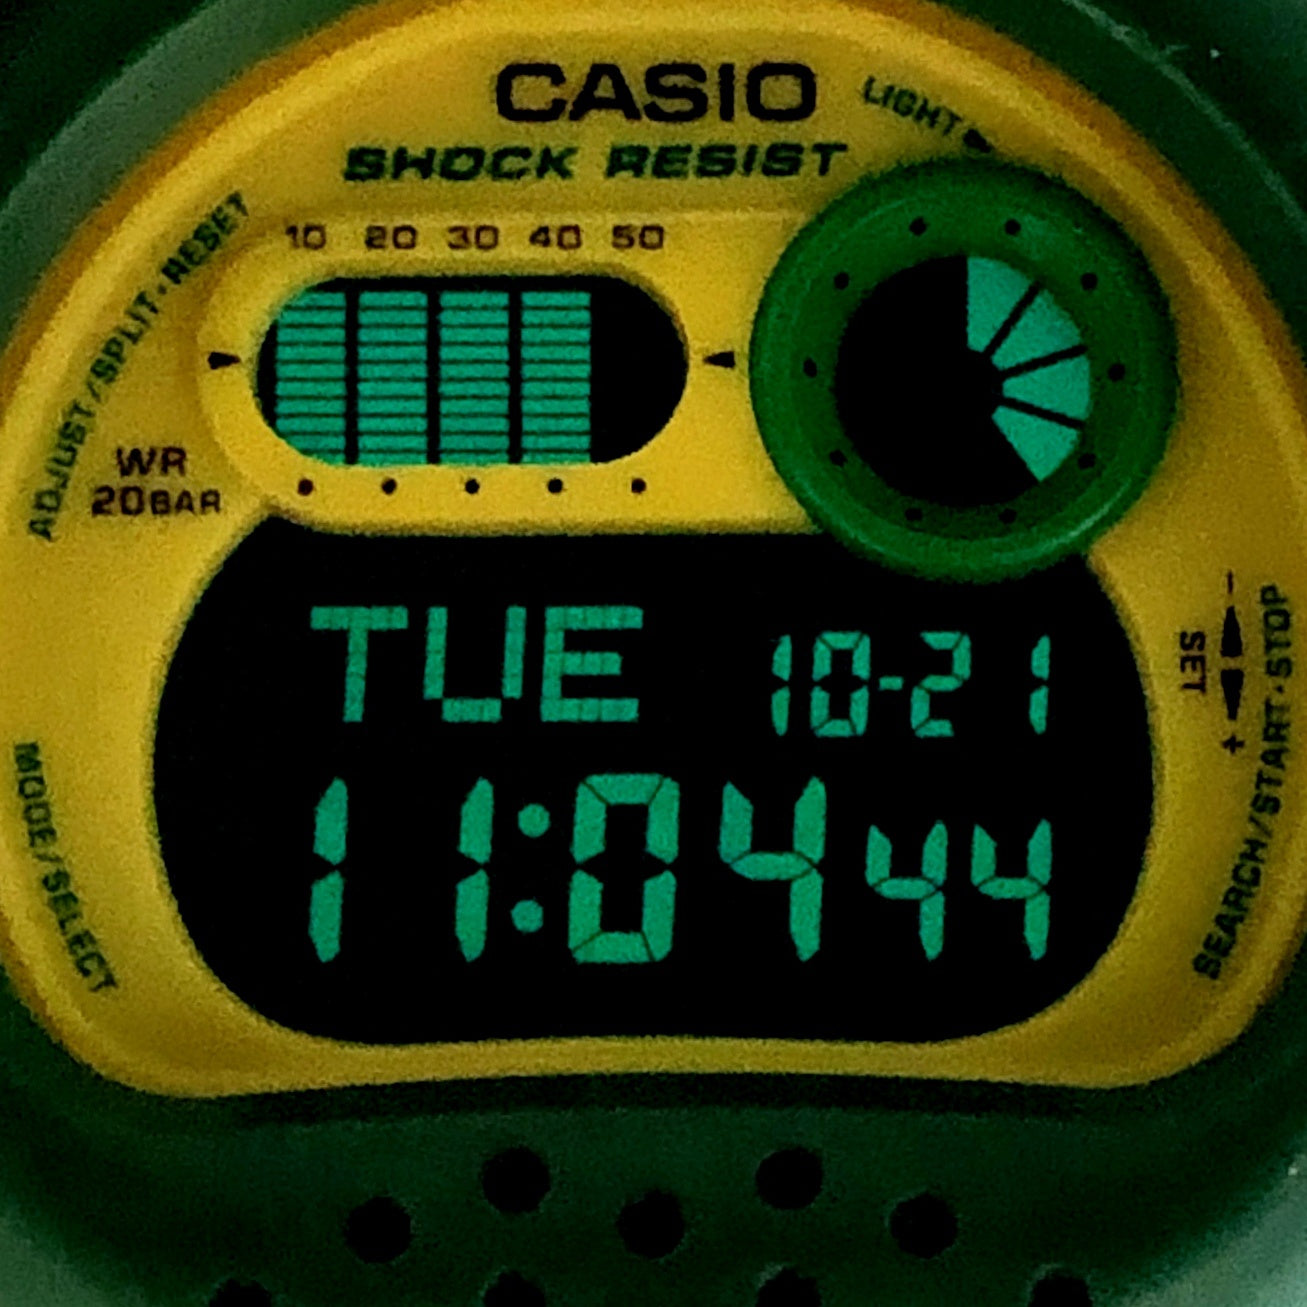 CASIO
LIGHT
SHOCK RESIST
ADJUST/SPLIT·RESET
10 20 30 40 50
WR
20BAR
TUE 10-21
11:04 44
- SET +
MODE/SELECT
SEARCH/START·STOP